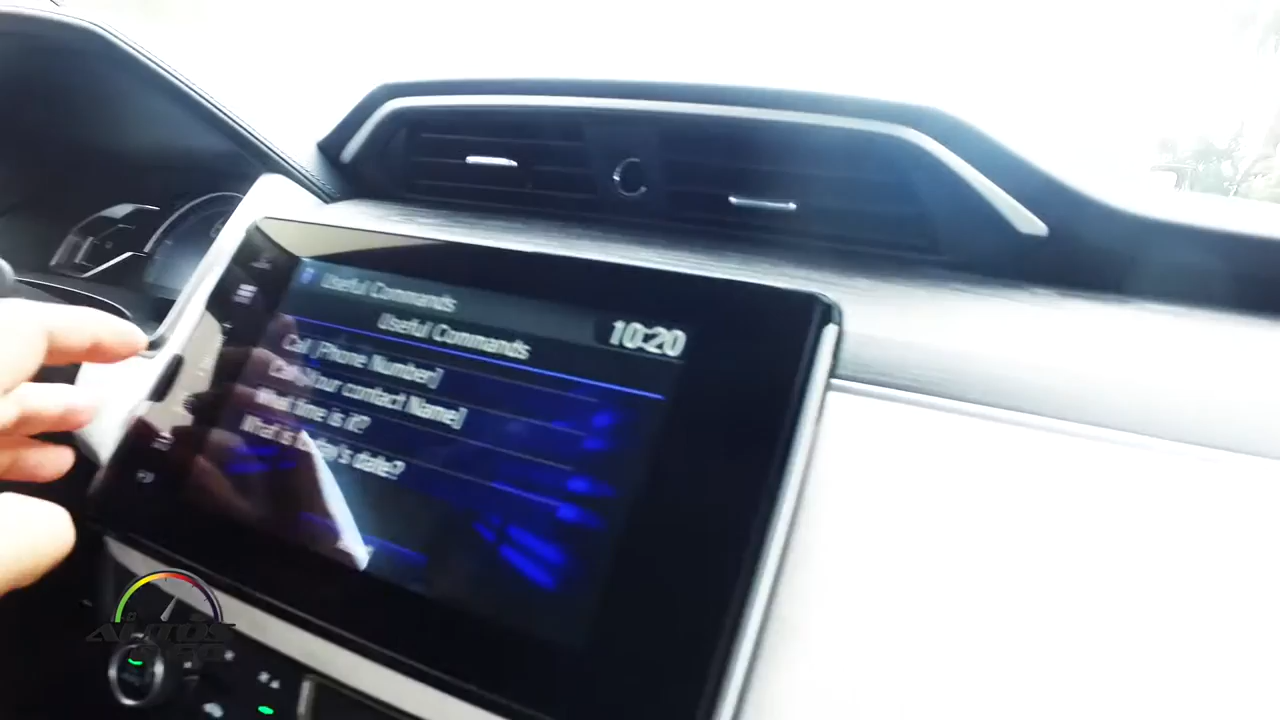 Useful Commands
Useful Commands
10:20
Call [Phone Number]
Call [Your contact Name]
What time is it?
What is today's date?
AUTOS